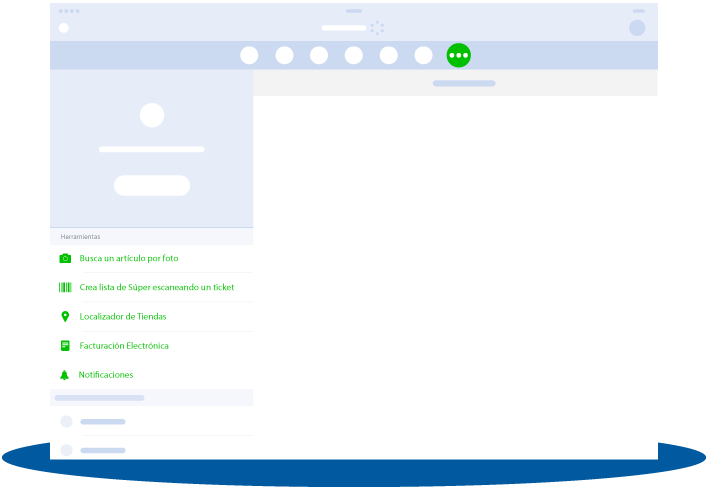 Herramientas
Busca un artículo por foto
Crea lista de Súper escaneando un ticket
Localizador de Tiendas
Facturación Electrónica
Notificaciones